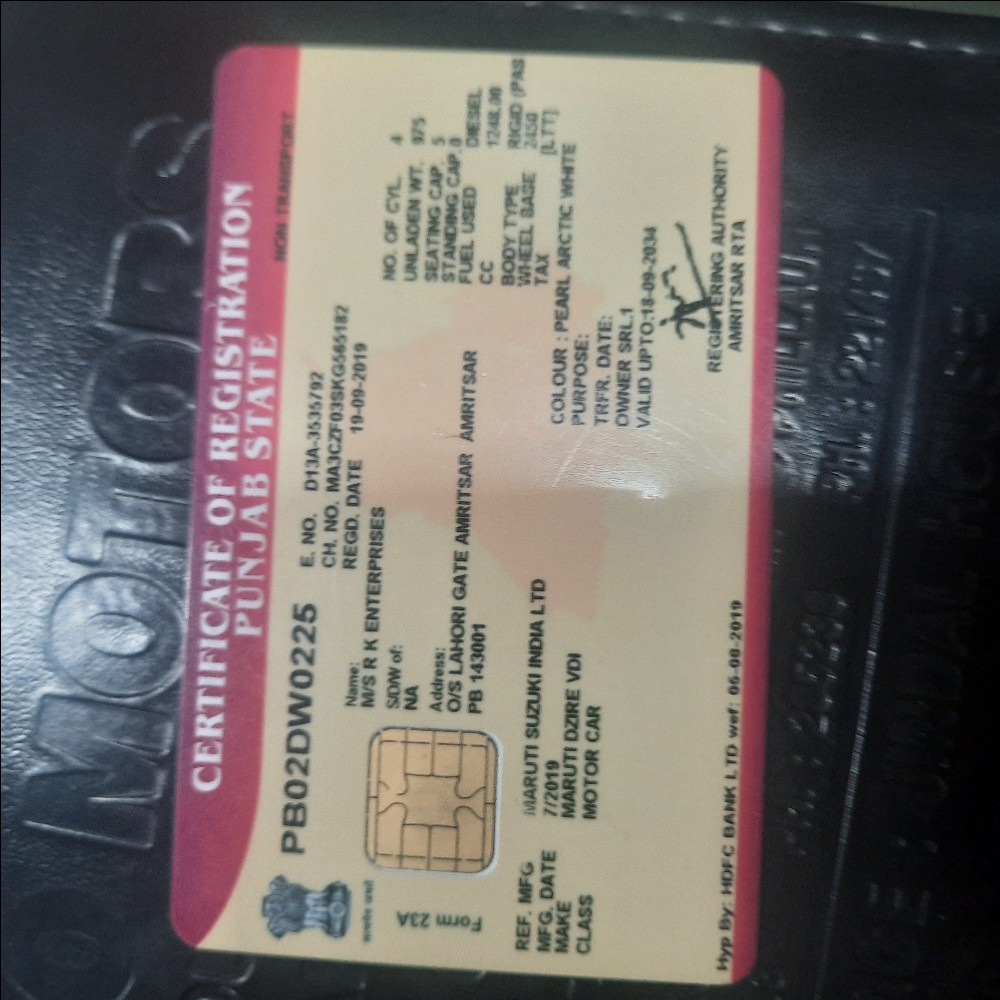 MOTORS
CERTIFICATE OF REGISTRATION
PUNJAB STATE
NON TRANSPORT
PB02DW0225
E. NO. D13A-3535792
CH. NO. MA3CZF03SKG565182
REGD. DATE 19-09-2019
Name:
M/S R K ENTERPRISES
S/D/W of:
NA
Address:
O/S LAHORI GATE AMRITSAR AMRITSAR
PB 143001
NO. OF CYL. 4
UNLADEN WT. 975
SEATING CAP. 5
STANDING CAP. 0
FUEL USED DIESEL
CC 1248.00
BODY TYPE RIGID (PAS
WHEEL BASE 2450
TAX [LTT]
Form 23A
सत्यमेव जयते
REF. MFG MARUTI SUZUKI INDIA LTD
MFG. DATE 7/2019
MAKE MARUTI DZIRE VDI
CLASS MOTOR CAR
COLOUR : PEARL ARCTIC WHITE
PURPOSE:
TRFR. DATE:
OWNER SRL.1
VALID UPTO:18-09-2034
REGISTERING AUTHORITY
AMRITSAR RTA
Hyp By: HDFC BANK LTD wef: 05-08-2019